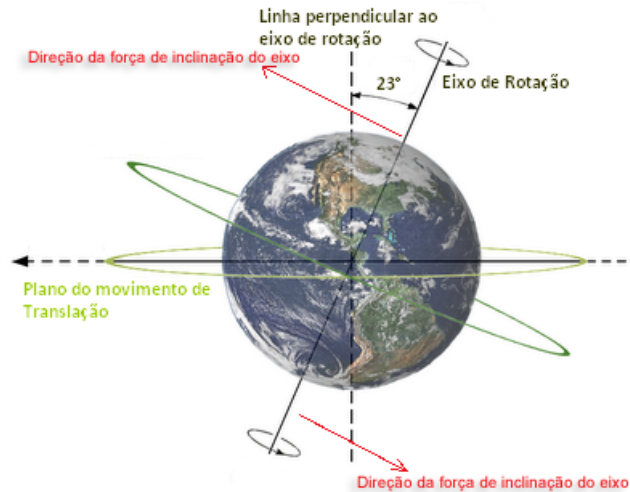 Linha perpendicular ao
eixo de rotação
Direção da força de inclinação do eixo
23°
Eixo de Rotação
Plano do movimento de
Translação
Direção da força de inclinação do eixo